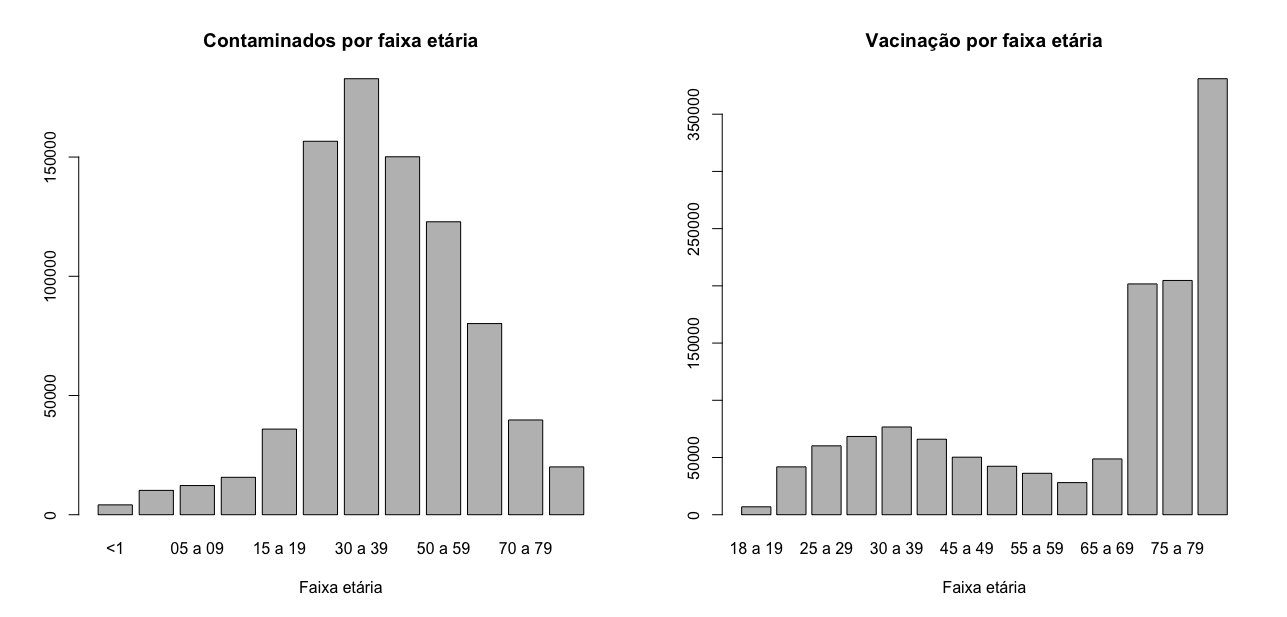 Contaminados por faixa etária
150000
100000
50000
0
<1 05 a 09 15 a 19 30 a 39 50 a 59 70 a 79
Faixa etária
Vacinação por faixa etária
350000
250000
150000
50000
0
18 a 19 25 a 29 30 a 39 45 a 49 55 a 59 65 a 69 75 a 79
Faixa etária